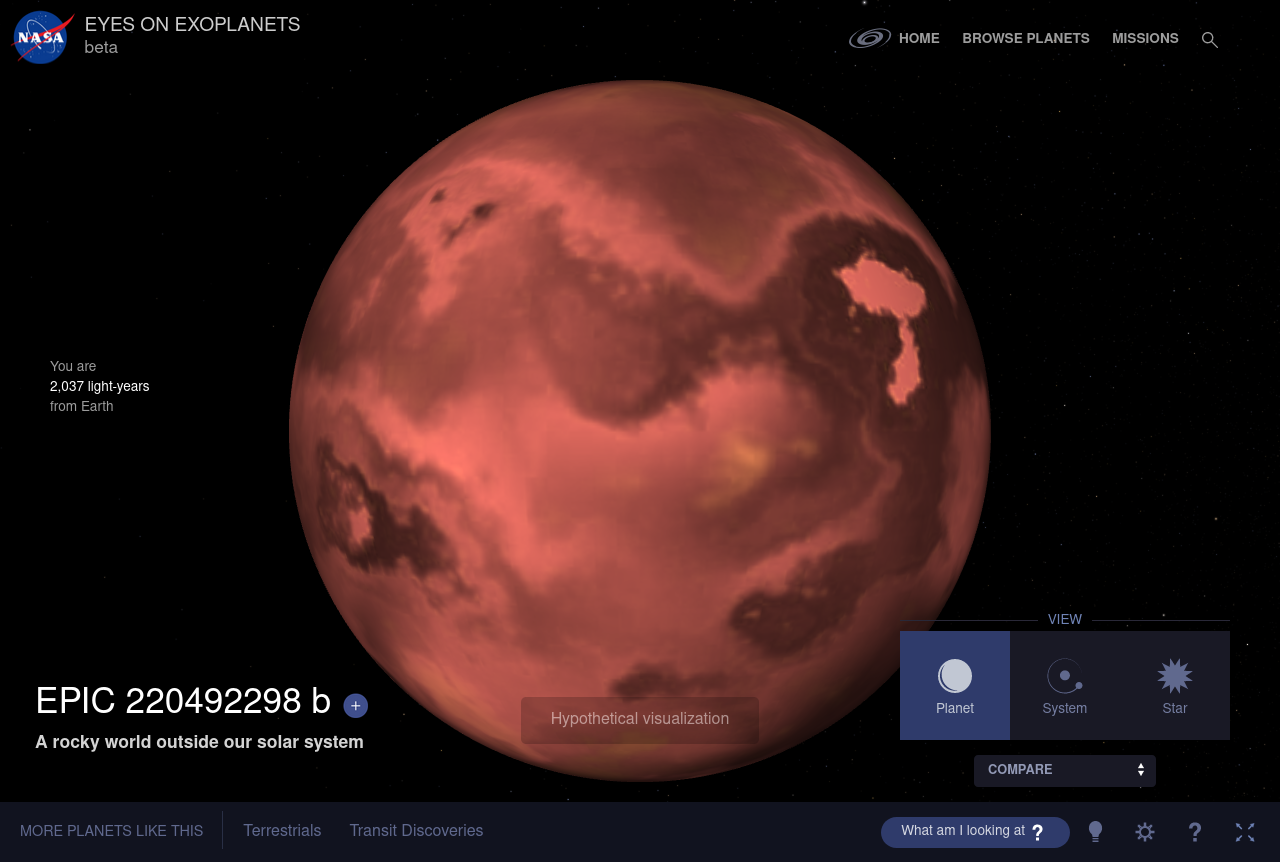 NASA
EYES ON EXOPLANETS
beta
HOME
BROWSE PLANETS
MISSIONS
You are
2,037 light-years
from Earth
VIEW
Planet
System
Star
COMPARE
EPIC 220492298 b +
A rocky world outside our solar system
Hypothetical visualization
MORE PLANETS LIKE THIS
Terrestrials
Transit Discoveries
What am I looking at ?
?